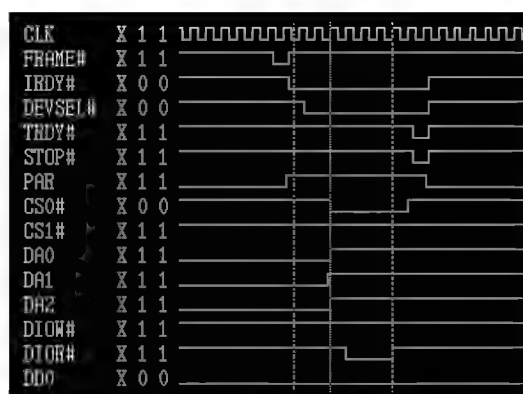 CLK X 1 1
FRAME# X 1 1
IRDY# X 0 0
DEVSEL# X 0 0
TRDY# X 1 1
STOP# X 1 1
PAR X 1 1
CS0# X 0 0
CS1# X 1 1
DA0 X 1 1
DA1 X 1 1
DA2 X 1 1
DIOW# X 1 1
DIOR# X 1 1
DD0 X 0 0